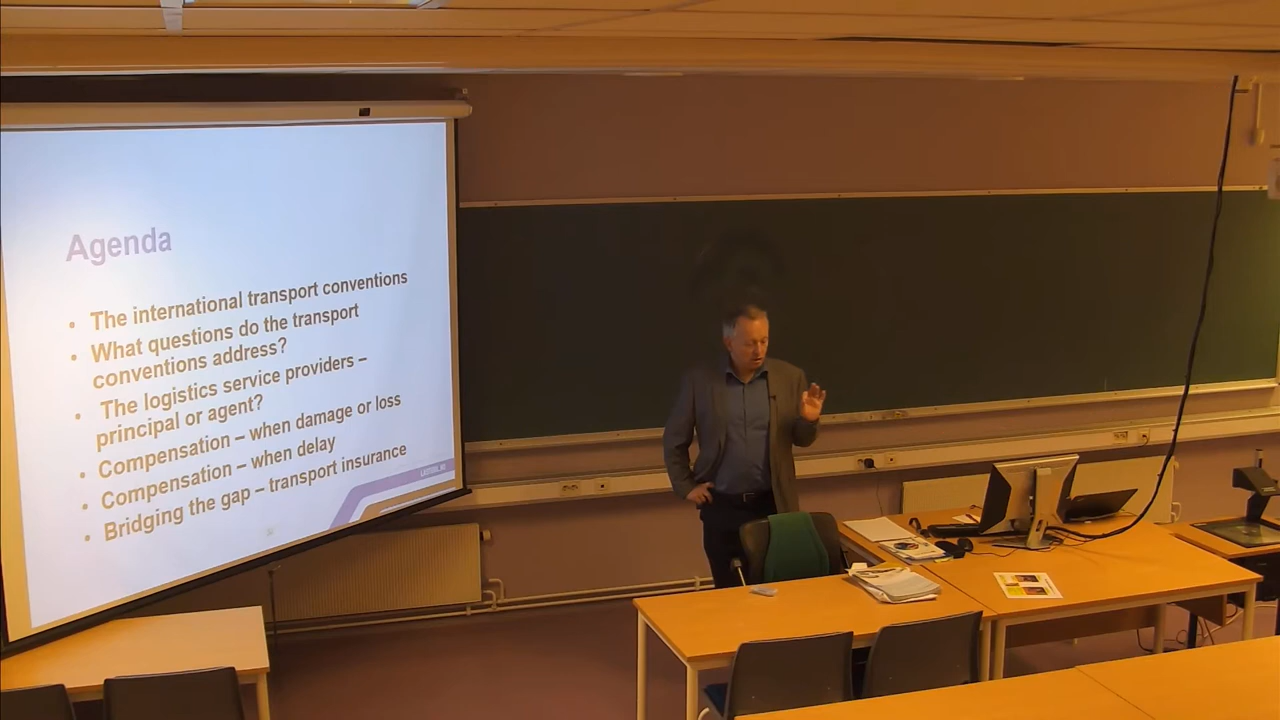 Agenda
• The international transport conventions
• What questions do the transport
conventions address?
• The logistics service providers –
principal or agent?
• Compensation – when damage or loss
• Compensation – when delay
• Bridging the gap – transport insurance